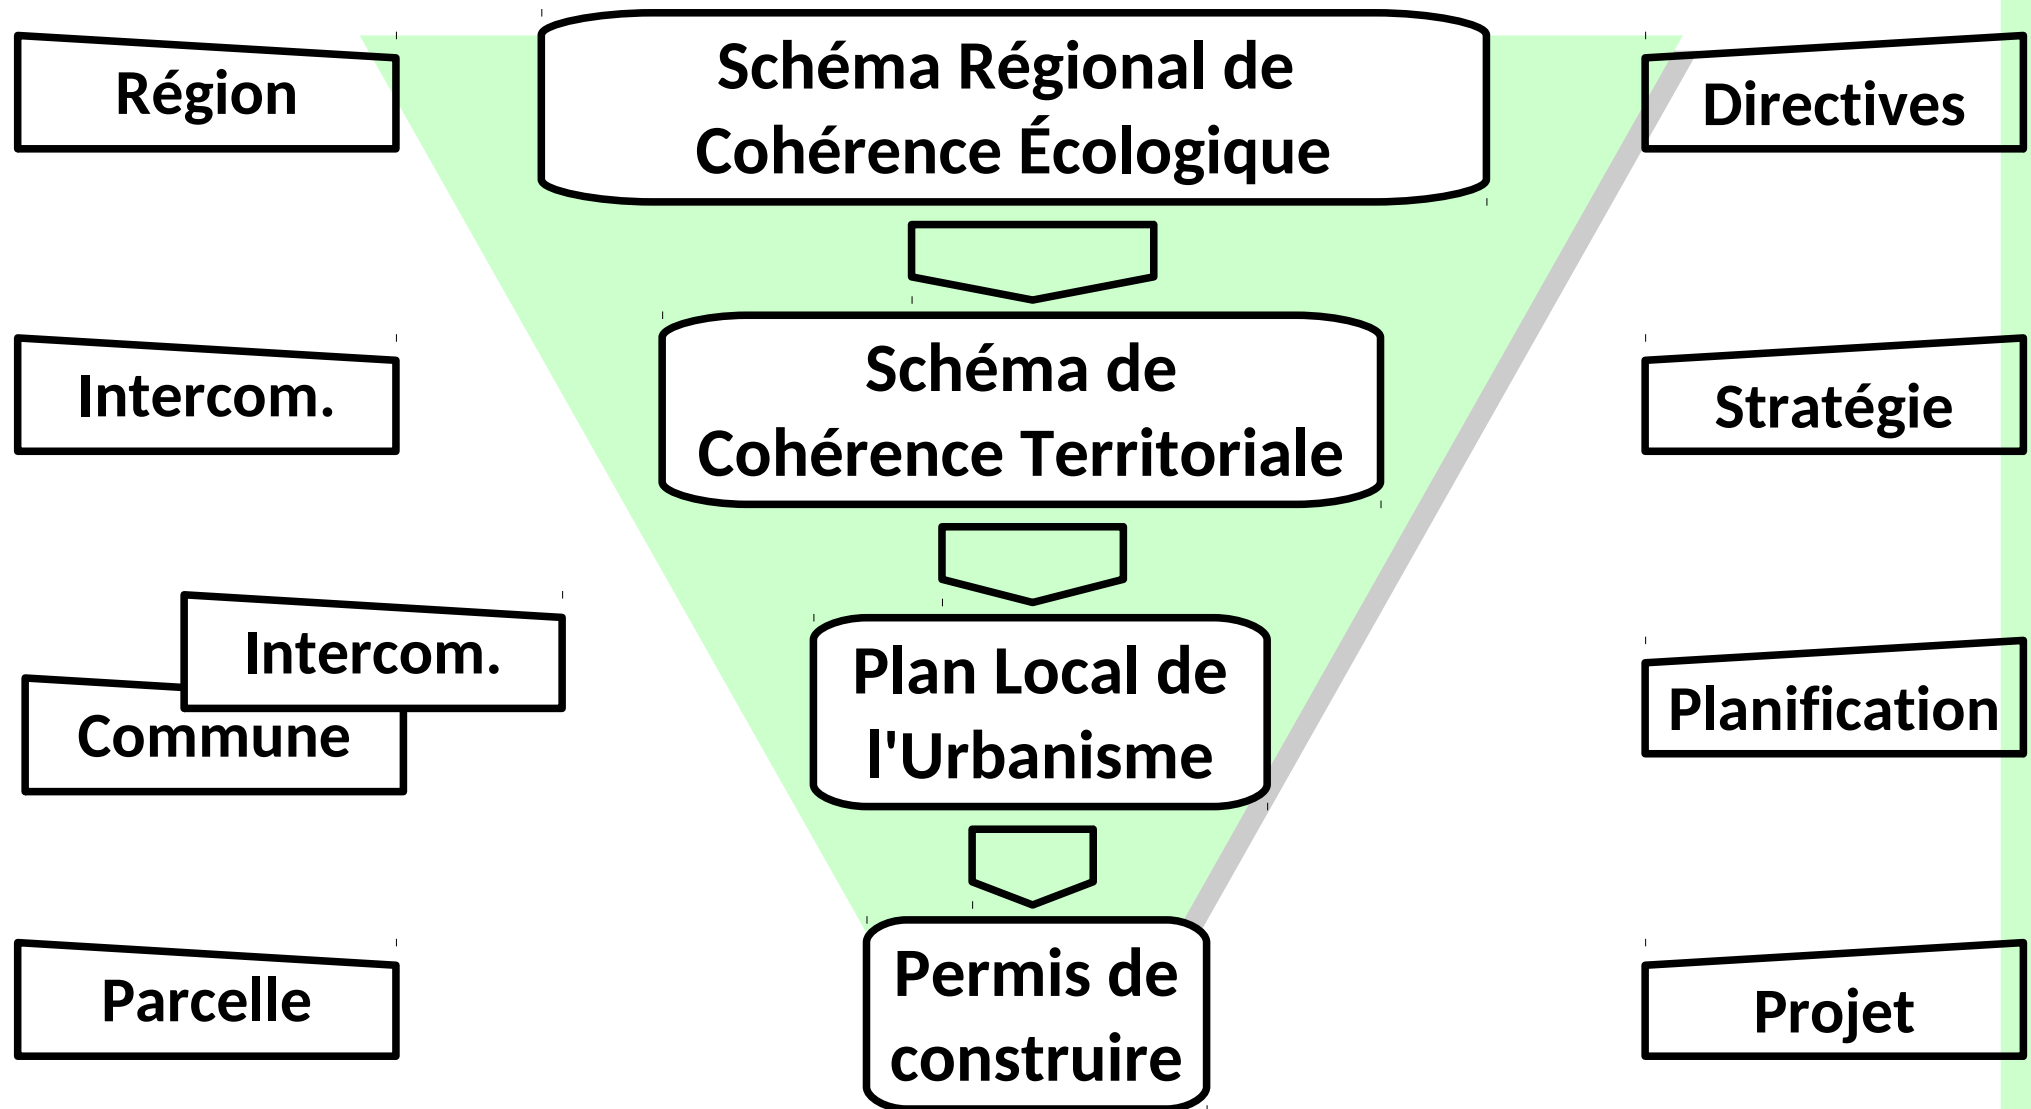 Région
Schéma Régional de
Cohérence Écologique
Directives
Intercom.
Schéma de
Cohérence Territoriale
Stratégie
Intercom.
Commune
Plan Local de
l'Urbanisme
Planification
Parcelle
Permis de
construire
Projet